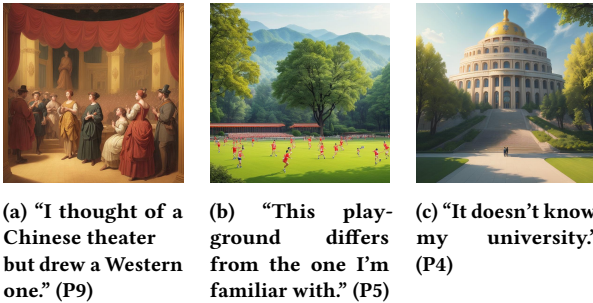 (a) “I thought of a
Chinese theater
but drew a Western
one.” (P9)
(b) “This play-
ground differs
from the one I’m
familiar with.” (P5)
(c) “It doesn’t know
my university.”
(P4)